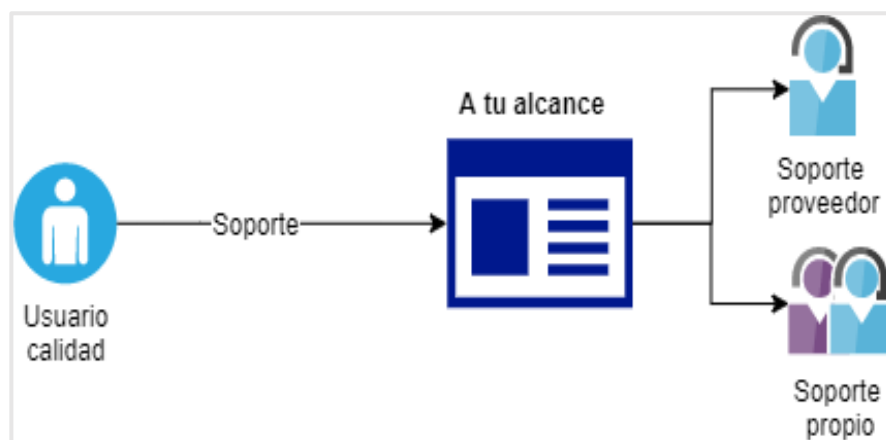 A tu alcance
Soporte
proveedor
Soporte
Usuario
calidad
Soporte
propio